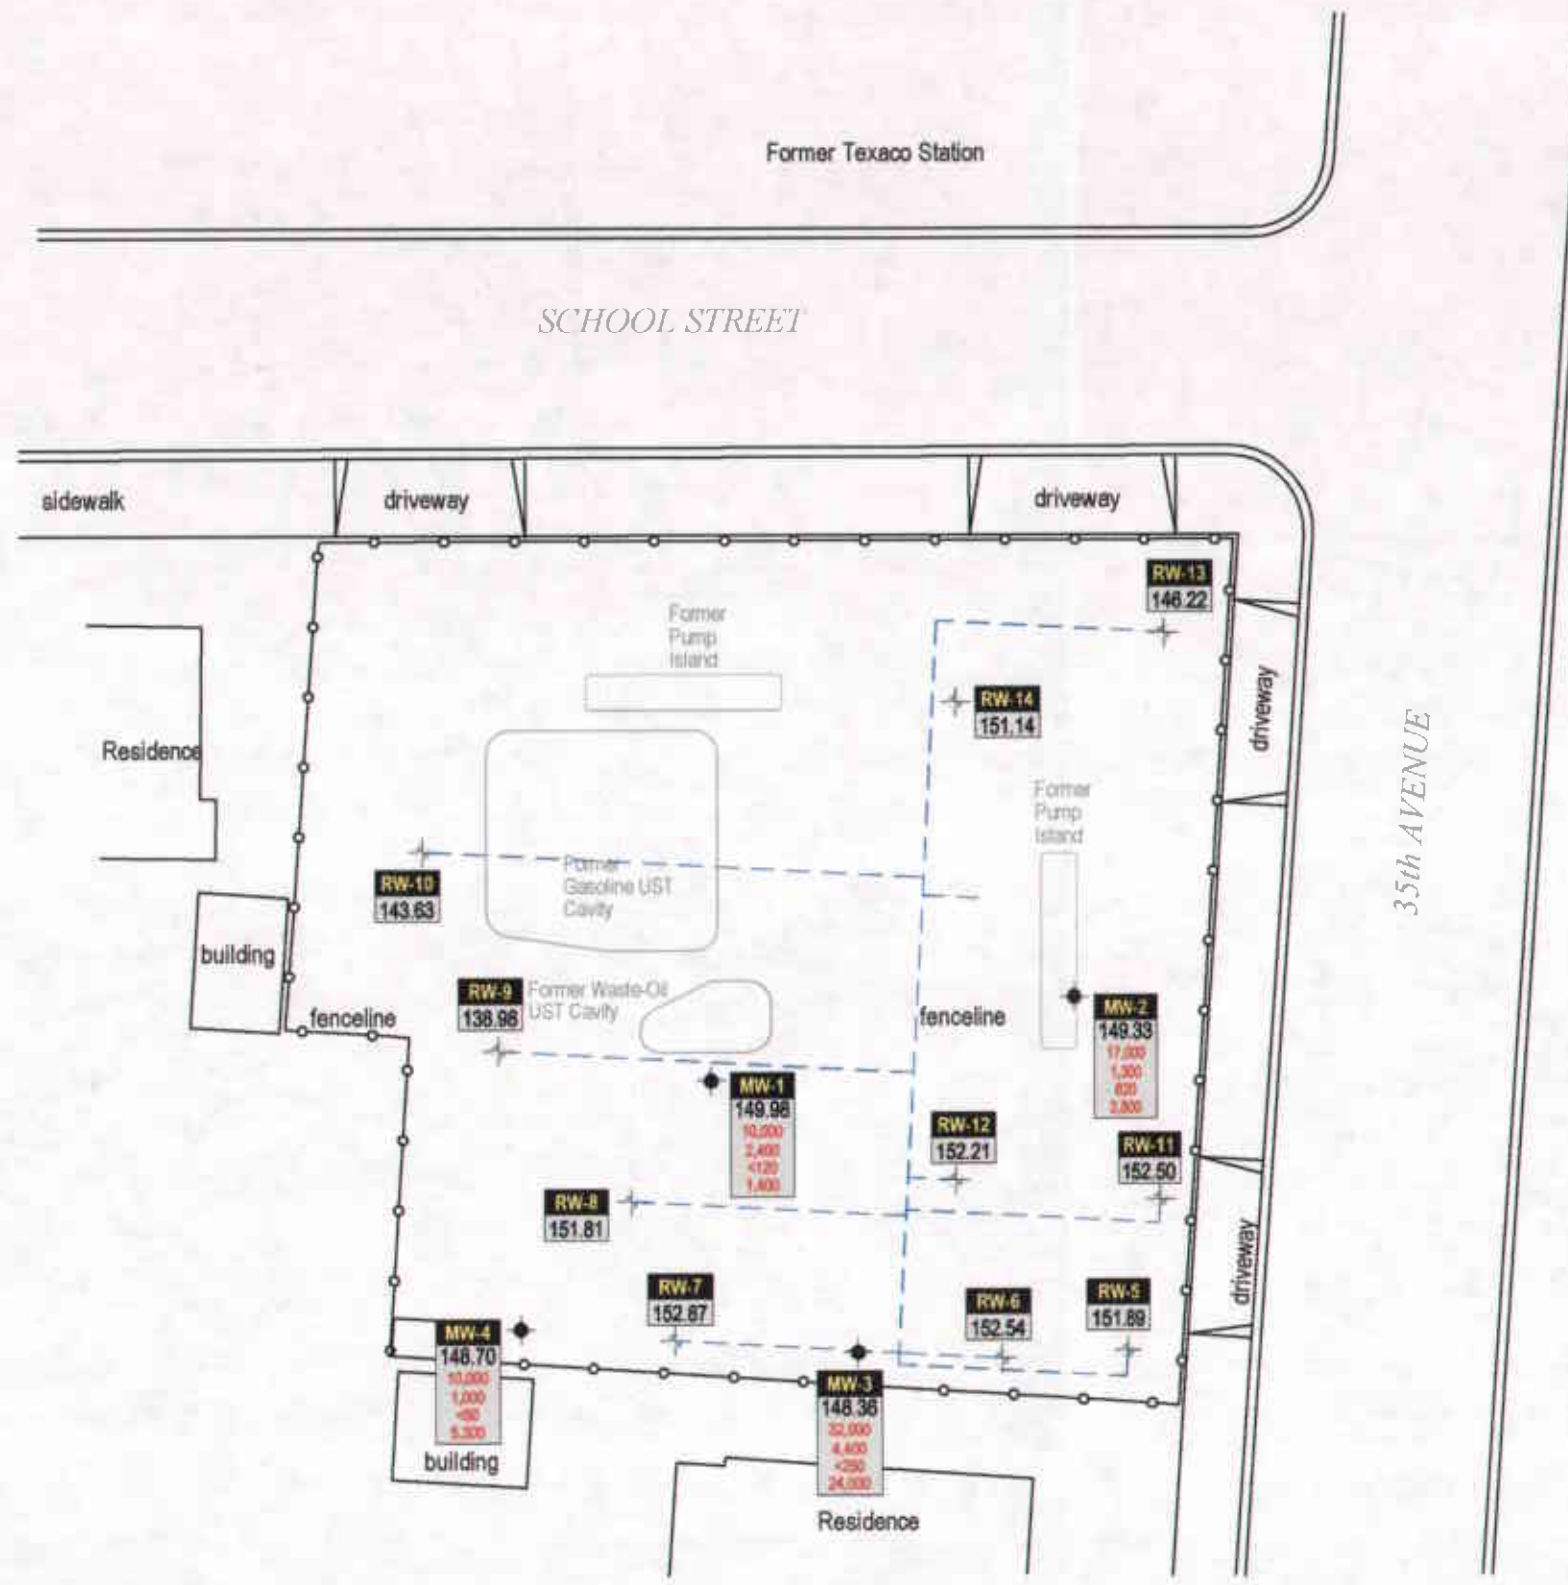 Former Texaco Station
SCHOOL STREET
sidewalk
driveway
driveway
RW-13
146.22
Former
Pump
Island
RW-14
151.14
driveway
35th AVENUE
Residence
Former
Pump
Island
Former
Gasoline UST
Cavity
RW-10
143.63
building
RW-9
138.98
Former Waste-Oil
UST Cavity
fenceline
fenceline
MW-2
149.33
17,000
1,300
620
2,800
MW-1
149.98
10,000
2,400
<120
1,400
RW-12
152.21
RW-11
152.50
RW-8
151.81
driveway
RW-7
152.87
RW-6
152.54
RW-5
151.89
MW-4
148.70
10,000
1,000
<50
5,300
building
MW-3
148.36
32,000
4,400
<250
24,000
Residence